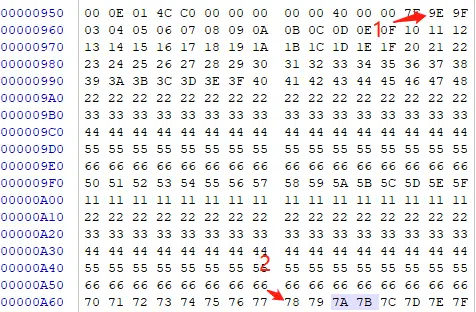 00000950 00 0E 01 4C C0 00 00 00 00 00 40 00 00 9E 9F
1
00000960 03 04 05 06 07 08 09 0A 0B 0C 0D 0E 0F 10 11 12
00000970 13 14 15 16 17 18 19 1A 1B 1C 1D 1E 1F 20 21 22
00000980 23 24 25 26 27 28 29 30 31 32 33 34 35 36 37 38
00000990 39 3A 3B 3C 3D 3E 3F 40 41 42 43 44 45 46 47 48
000009A0 22 22 22 22 22 22 22 22 22 22 22 22 22 22 22 22
000009B0 33 33 33 33 33 33 33 33 33 33 33 33 33 33 33 33
000009C0 44 44 44 44 44 44 44 44 44 44 44 44 44 44 44 44
000009D0 55 55 55 55 55 55 55 55 55 55 55 55 55 55 55 55
000009E0 66 66 66 66 66 66 66 66 66 66 66 66 66 66 66 66
000009F0 50 51 52 53 54 55 56 57 58 59 5A 5B 5C 5D 5E 5F
00000A00 11 11 11 11 11 11 11 11 11 11 11 11 11 11 11 11
00000A10 22 22 22 22 22 22 22 22 22 22 22 22 22 22 22 22
00000A20 33 33 33 33 33 33 33 33 33 33 33 33 33 33 33 33
00000A30 44 44 44 44 44 44 44 44 44 44 44 44 44 44 44 44
2
00000A40 55 55 55 55 55 55 55 55 55 55 55 55 55 55 55 55
00000A50 66 66 66 66 66 66 66 66 66 66 66 66 66 66 66 66
00000A60 70 71 72 73 74 75 76 77 78 79 7A 7B 7C 7D 7E 7F